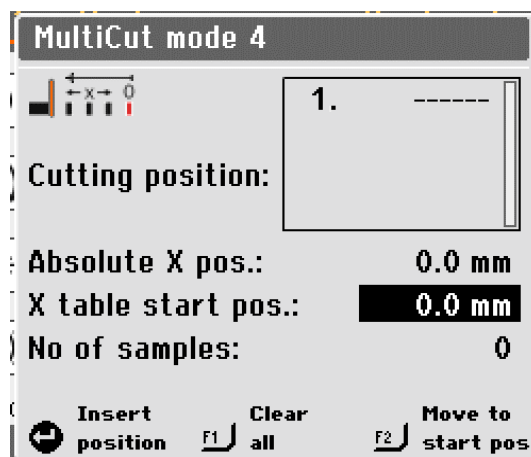 MultiCut mode 4
←x→ 0
1. ------
Cutting position:
Absolute X pos.: 0.0 mm
X table start pos.: 0.0 mm
No of samples: 0
Insert position
F1 Clear all
F2 Move to start pos